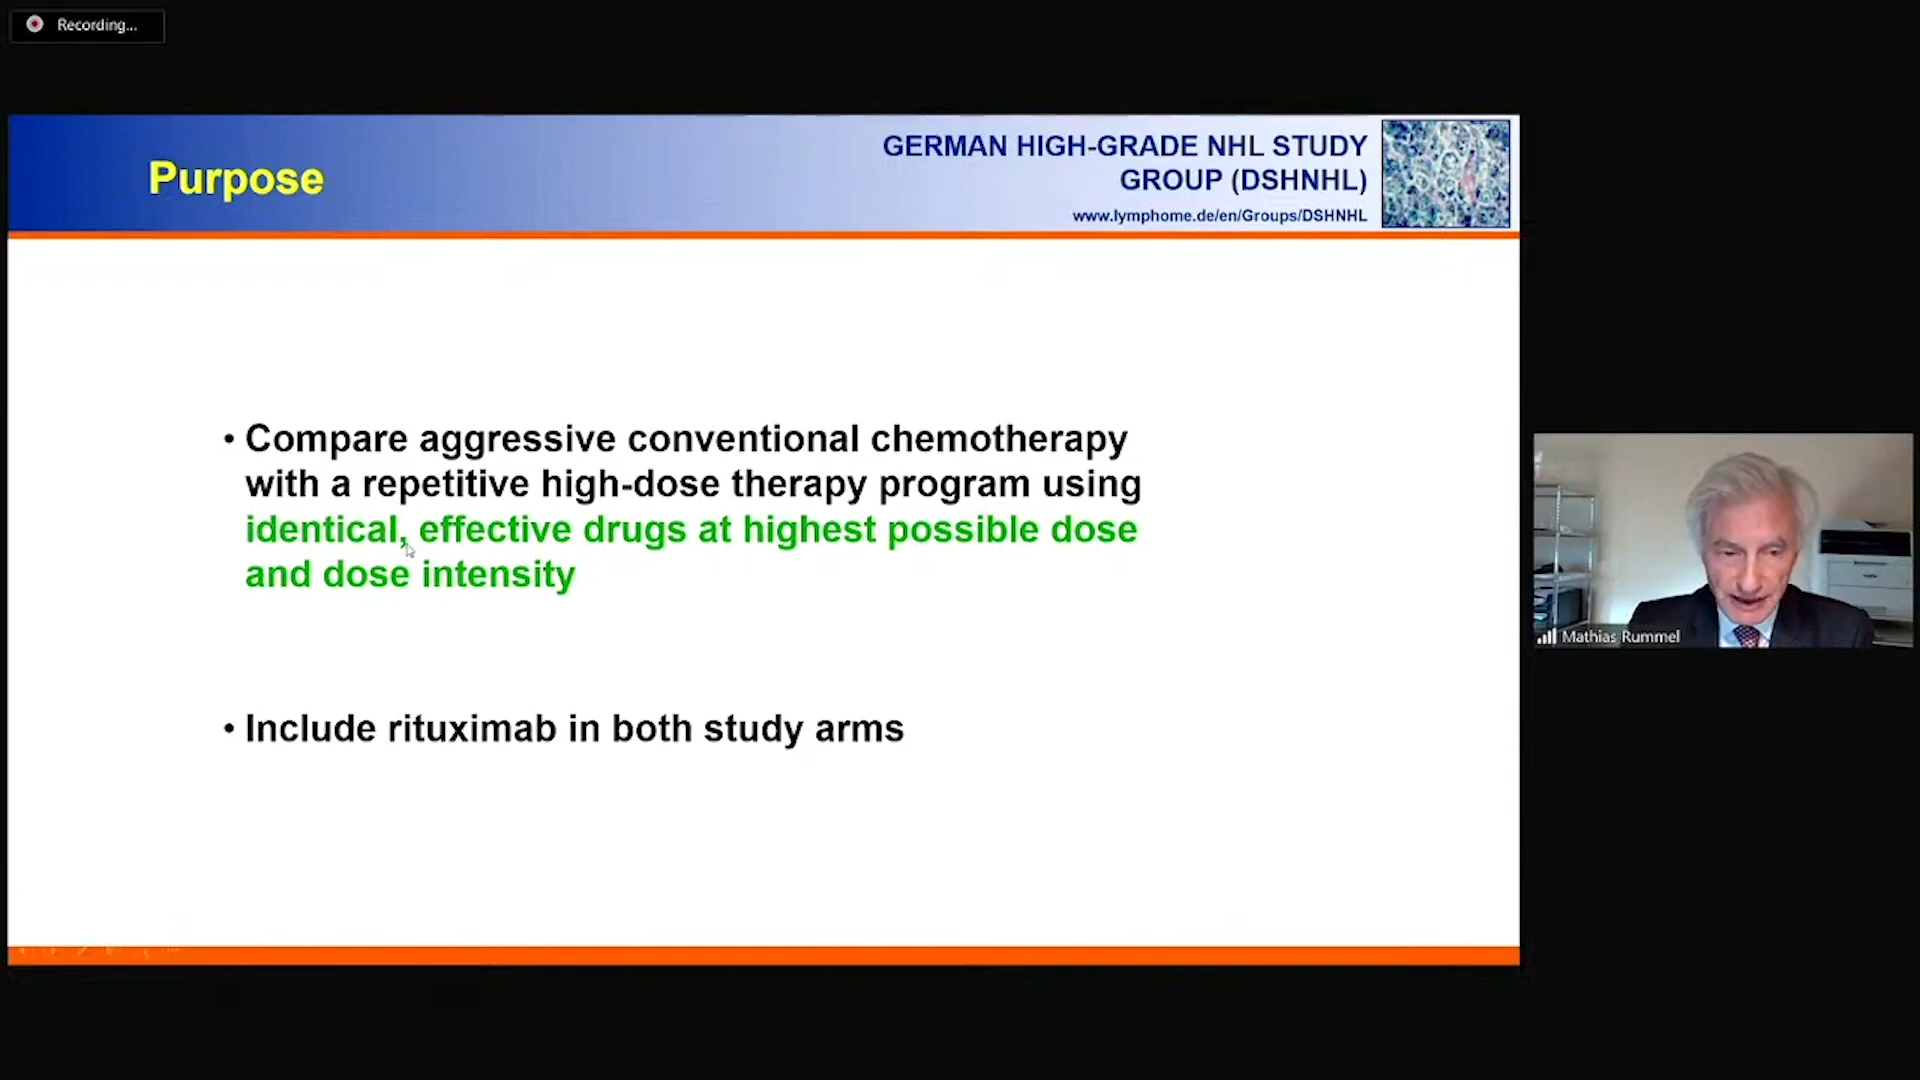 Recording...
Purpose
GERMAN HIGH-GRADE NHL STUDY
GROUP (DSHNHL)
www.lymphome.de/en/Groups/DSHNHL
• Compare aggressive conventional chemotherapy
with a repetitive high-dose therapy program using
identical, effective drugs at highest possible dose
and dose intensity
• Include rituximab in both study arms
Mathias Rummel